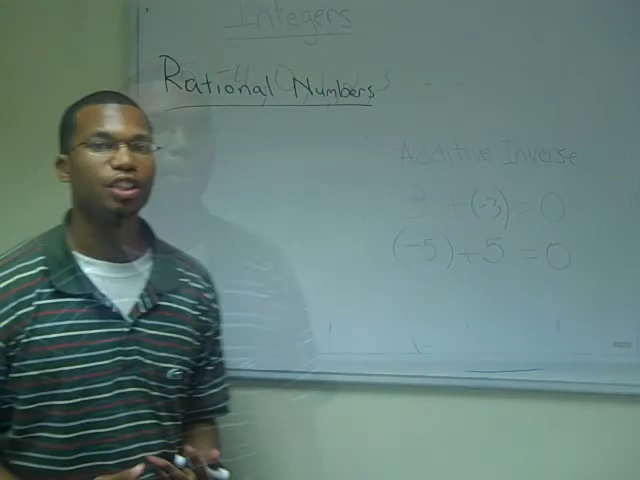 Integers
Rational Numbers
Additive Inverse
3 + (-3) = 0
(-5) + 5 = 0